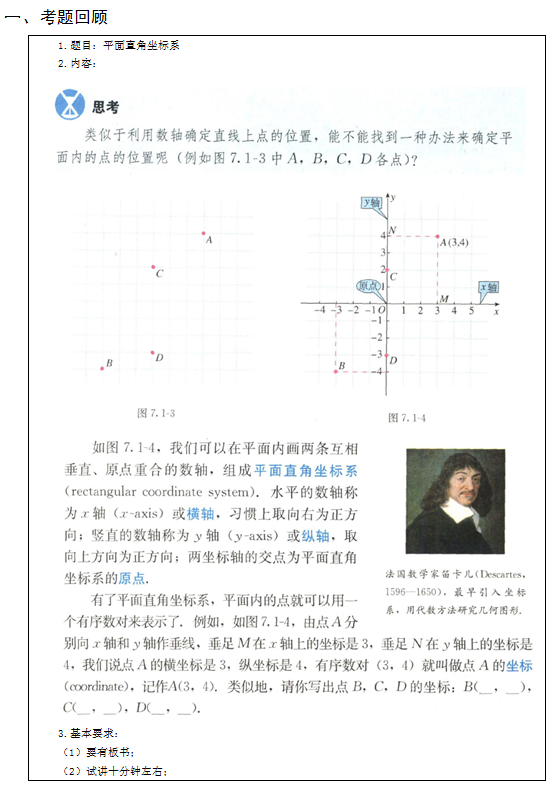 一、考题回顾
1.题目：平面直角坐标系
2.内容：
思考
类似于利用数轴确定直线上点的位置，能不能找到一种办法来确定平
面内的点的位置呢（例如图 7.1-3 中 A，B，C，D 各点）？
A
C
B
D
图 7.1-3
y轴
y
N
A(3,4)
C
原点
x轴
M
-4 -3 -2 -1 O 1 2 3 4 5 x
4
3
2
1
-1
-2
-3
-4
D
B
图 7.1-4
如图 7.1-4，我们可以在平面内画两条互相
垂直、原点重合的数轴，组成平面直角坐标系
(rectangular coordinate system). 水平的数轴称
为 x 轴（x-axis）或横轴，习惯上取向右为正方
向；竖直的数轴称为 y 轴（y-axis）或纵轴，取
向上方向为正方向；两坐标轴的交点为平面直角
坐标系的原点.
法国数学家笛卡儿(Descartes,
1596—1650)，最早引入坐标
系，用代数方法研究几何图形.
有了平面直角坐标系，平面内的点就可以用一
个有序数对来表示了. 例如，如图 7.1-4，由点 A 分
别向 x 轴和 y 轴作垂线，垂足 M 在 x 轴上的坐标是 3，垂足 N 在 y 轴上的坐标是
4，我们说点 A 的横坐标是 3，纵坐标是 4，有序数对（3，4）就叫做点 A 的坐标
(coordinate)，记作A(3，4). 类似地，请你写出点 B，C，D 的坐标：B(__，__)，
C(__，__)，D(__，__).
3.基本要求：
（1）要有板书；
（2）试讲十分钟左右；